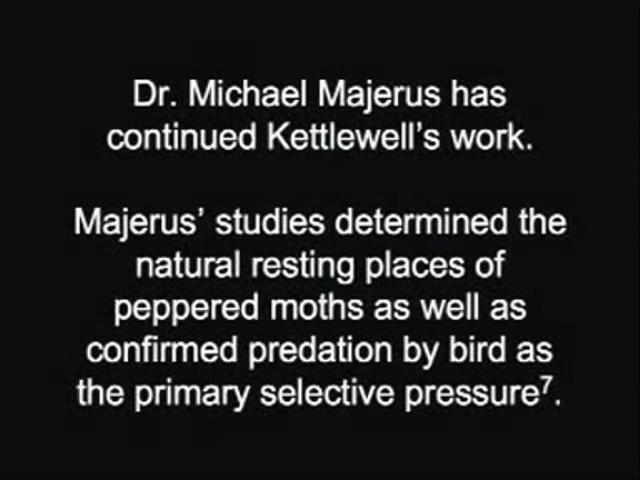 Dr. Michael Majerus has
continued Kettlewell’s work.
Majerus’ studies determined the
natural resting places of
peppered moths as well as
confirmed predation by bird as
the primary selective pressure⁷.